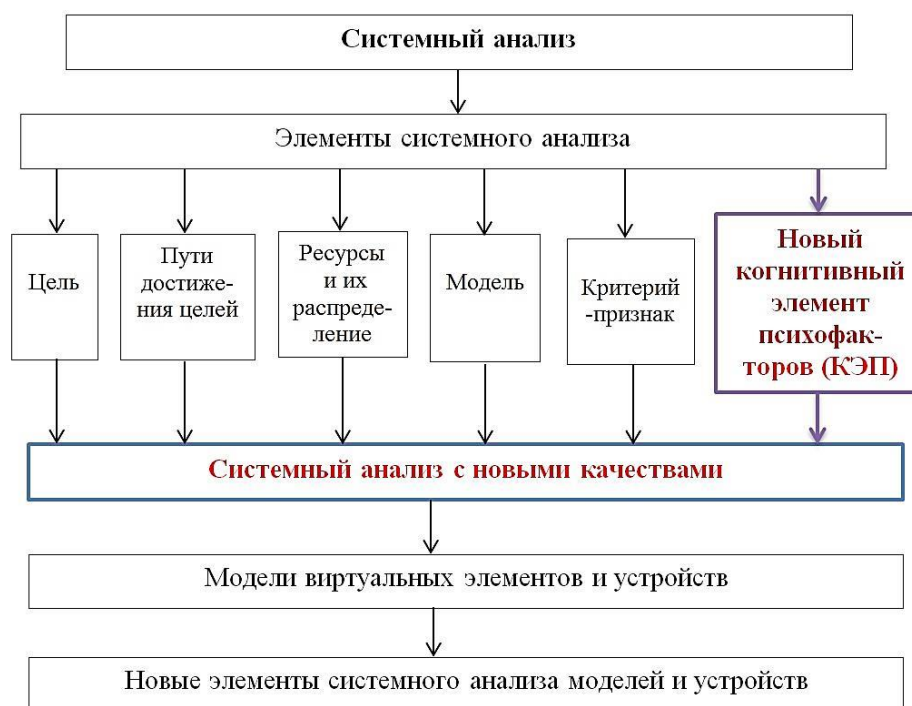 Системный анализ
Элементы системного анализа
Цель
Пути
достиже-
ния целей
Ресурсы
и их
распреде-
ление
Модель
Критерий
-признак
Новый
когнитивный
элемент
психофак-
торов (КЭП)
Системный анализ с новыми качествами
Модели виртуальных элементов и устройств
Новые элементы системного анализа моделей и устройств